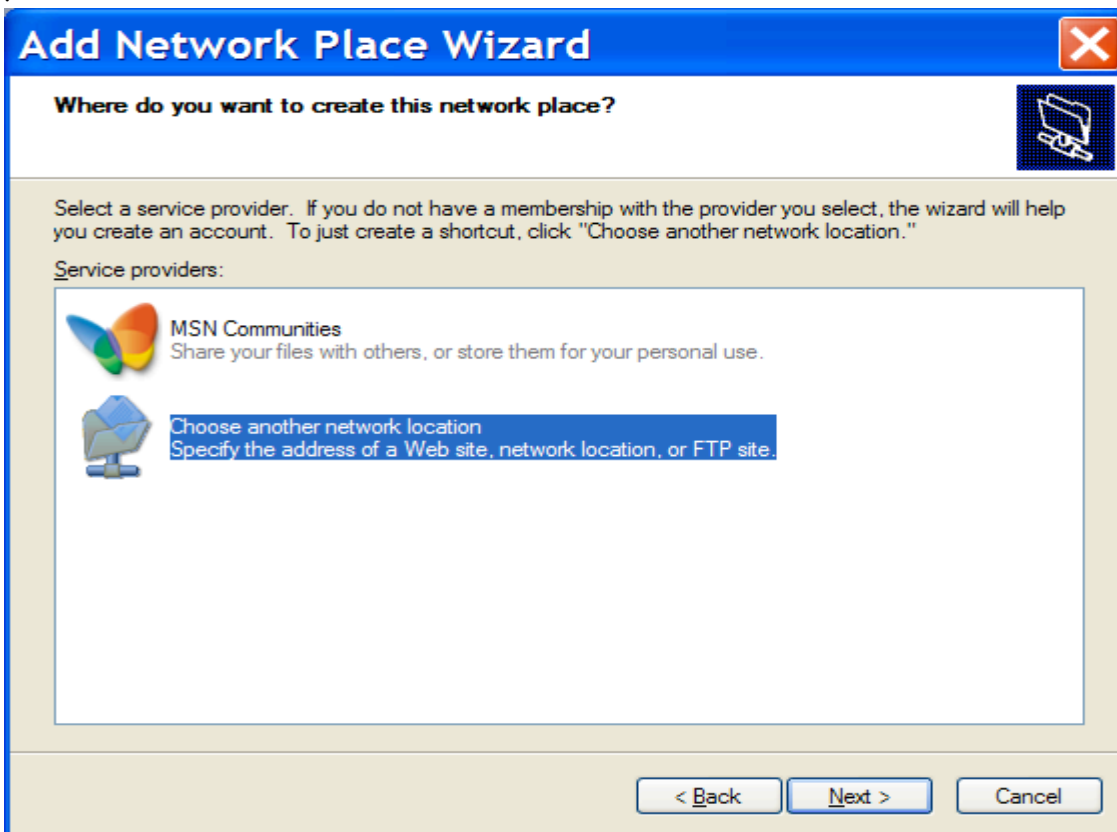 Add Network Place Wizard
Where do you want to create this network place?
Select a service provider. If you do not have a membership with the provider you select, the wizard will help
you create an account. To just create a shortcut, click "Choose another network location."
Service providers:
MSN Communities
Share your files with others, or store them for your personal use.
Choose another network location
Specify the address of a Web site, network location, or FTP site.
< Back Next > Cancel